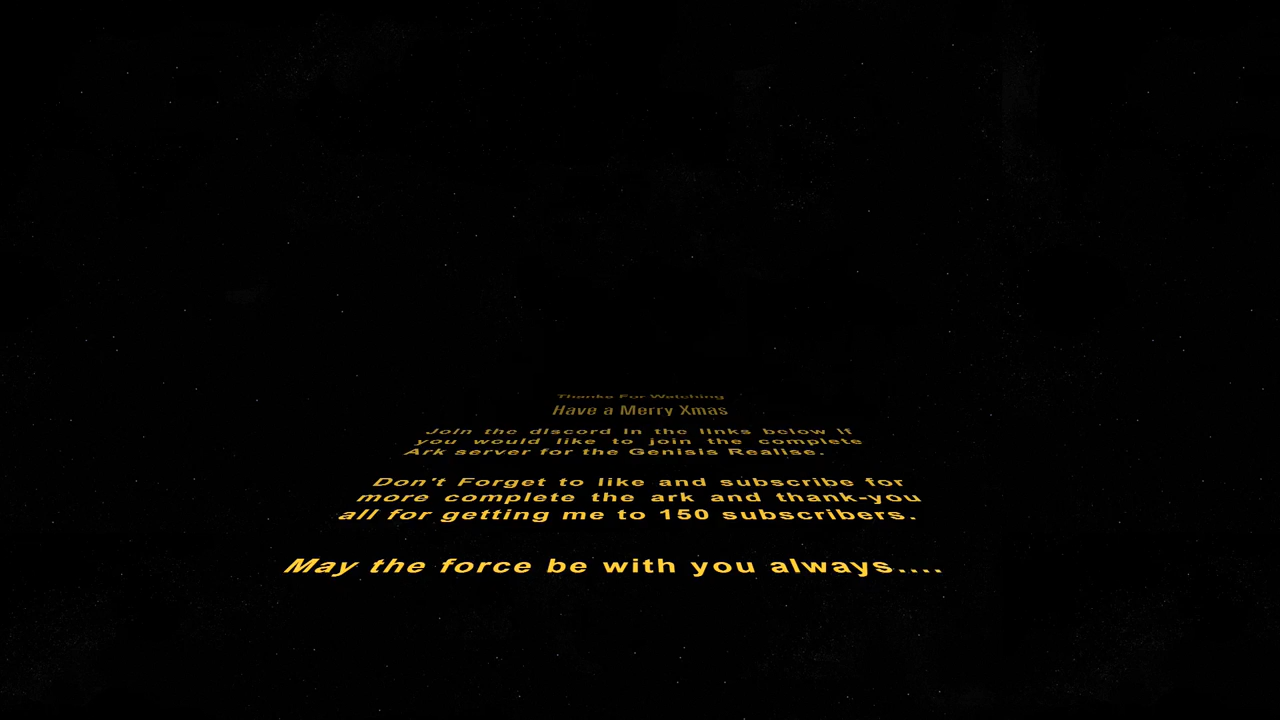 Thanks For Watching
Have a Merry Xmas
Join the discord in the links below if
you would like to join the complete
Ark server for the Genisis Realise.
Don't Forget to like and subscribe for
more complete the ark and thank-you
all for getting me to 150 subscribers.
May the force be with you always....